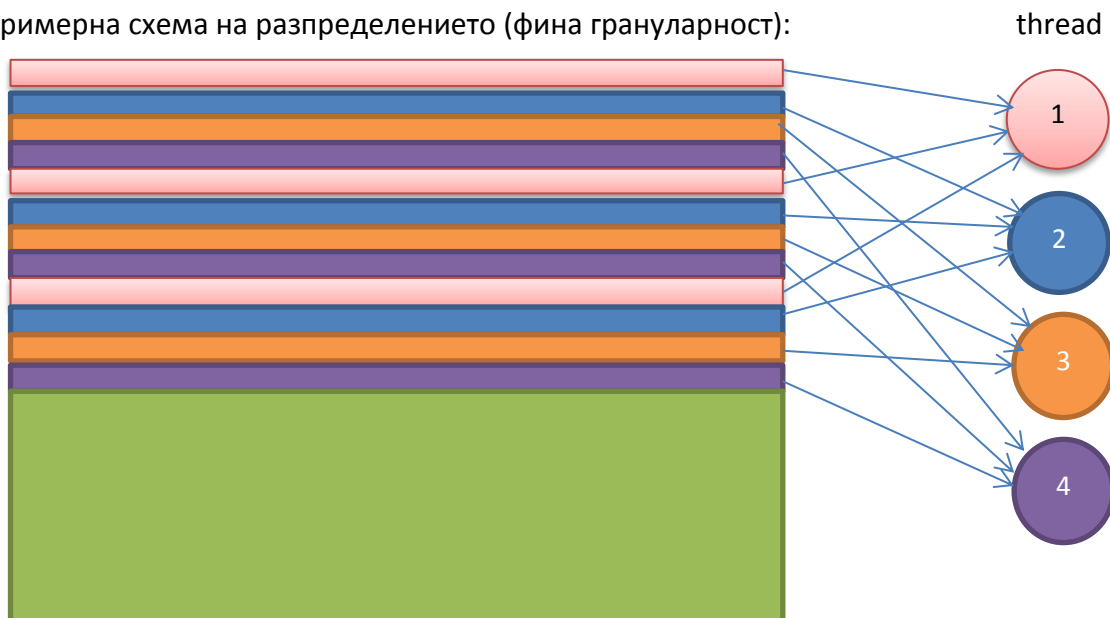 римерна схема на разпределението (фина грануларност): thread
1
2
3
4